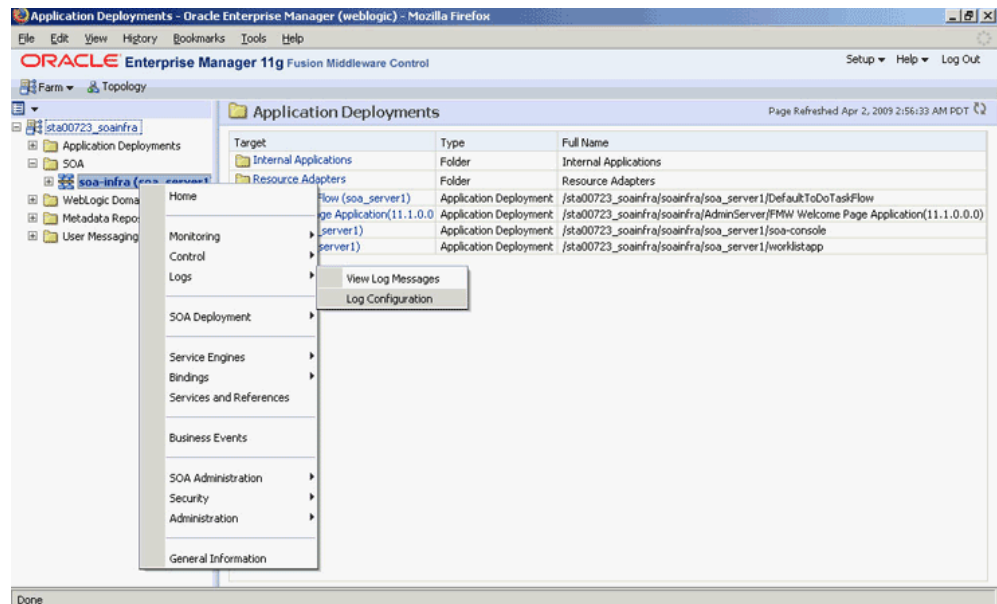 Application Deployments - Oracle Enterprise Manager (weblogic) - Mozilla Firefox
File Edit View History Bookmarks Tools Help
ORACLE Enterprise Manager 11g Fusion Middleware Control
Setup Help Log Out
Farm Topology
Application Deployments
Page Refreshed Apr 2, 2009 2:56:33 AM PDT
sta00723_soainfra
Application Deployments
SOA
soa-infra (soa_server1
WebLogic Doma
Metadata Repos
User Messaging
Target Type Full Name
Internal Applications Folder Internal Applications
Resource Adapters Folder Resource Adapters
Flow (soa_server1) Application Deployment /sta00723_soainfra/soainfra/soa_server1/DefaultToDoTaskFlow
ge Application(11.1.0.0 Application Deployment /sta00723_soainfra/soainfra/AdminServer/FMW Welcome Page Application(11.1.0.0.0)
_server1) Application Deployment /sta00723_soainfra/soainfra/soa_server1/soa-console
server1) Application Deployment /sta00723_soainfra/soainfra/soa_server1/worklistapp
Home
Monitoring
Control
Logs
View Log Messages
Log Configuration
SOA Deployment
Service Engines
Bindings
Services and References
Business Events
SOA Administration
Security
Administration
General Information
Done